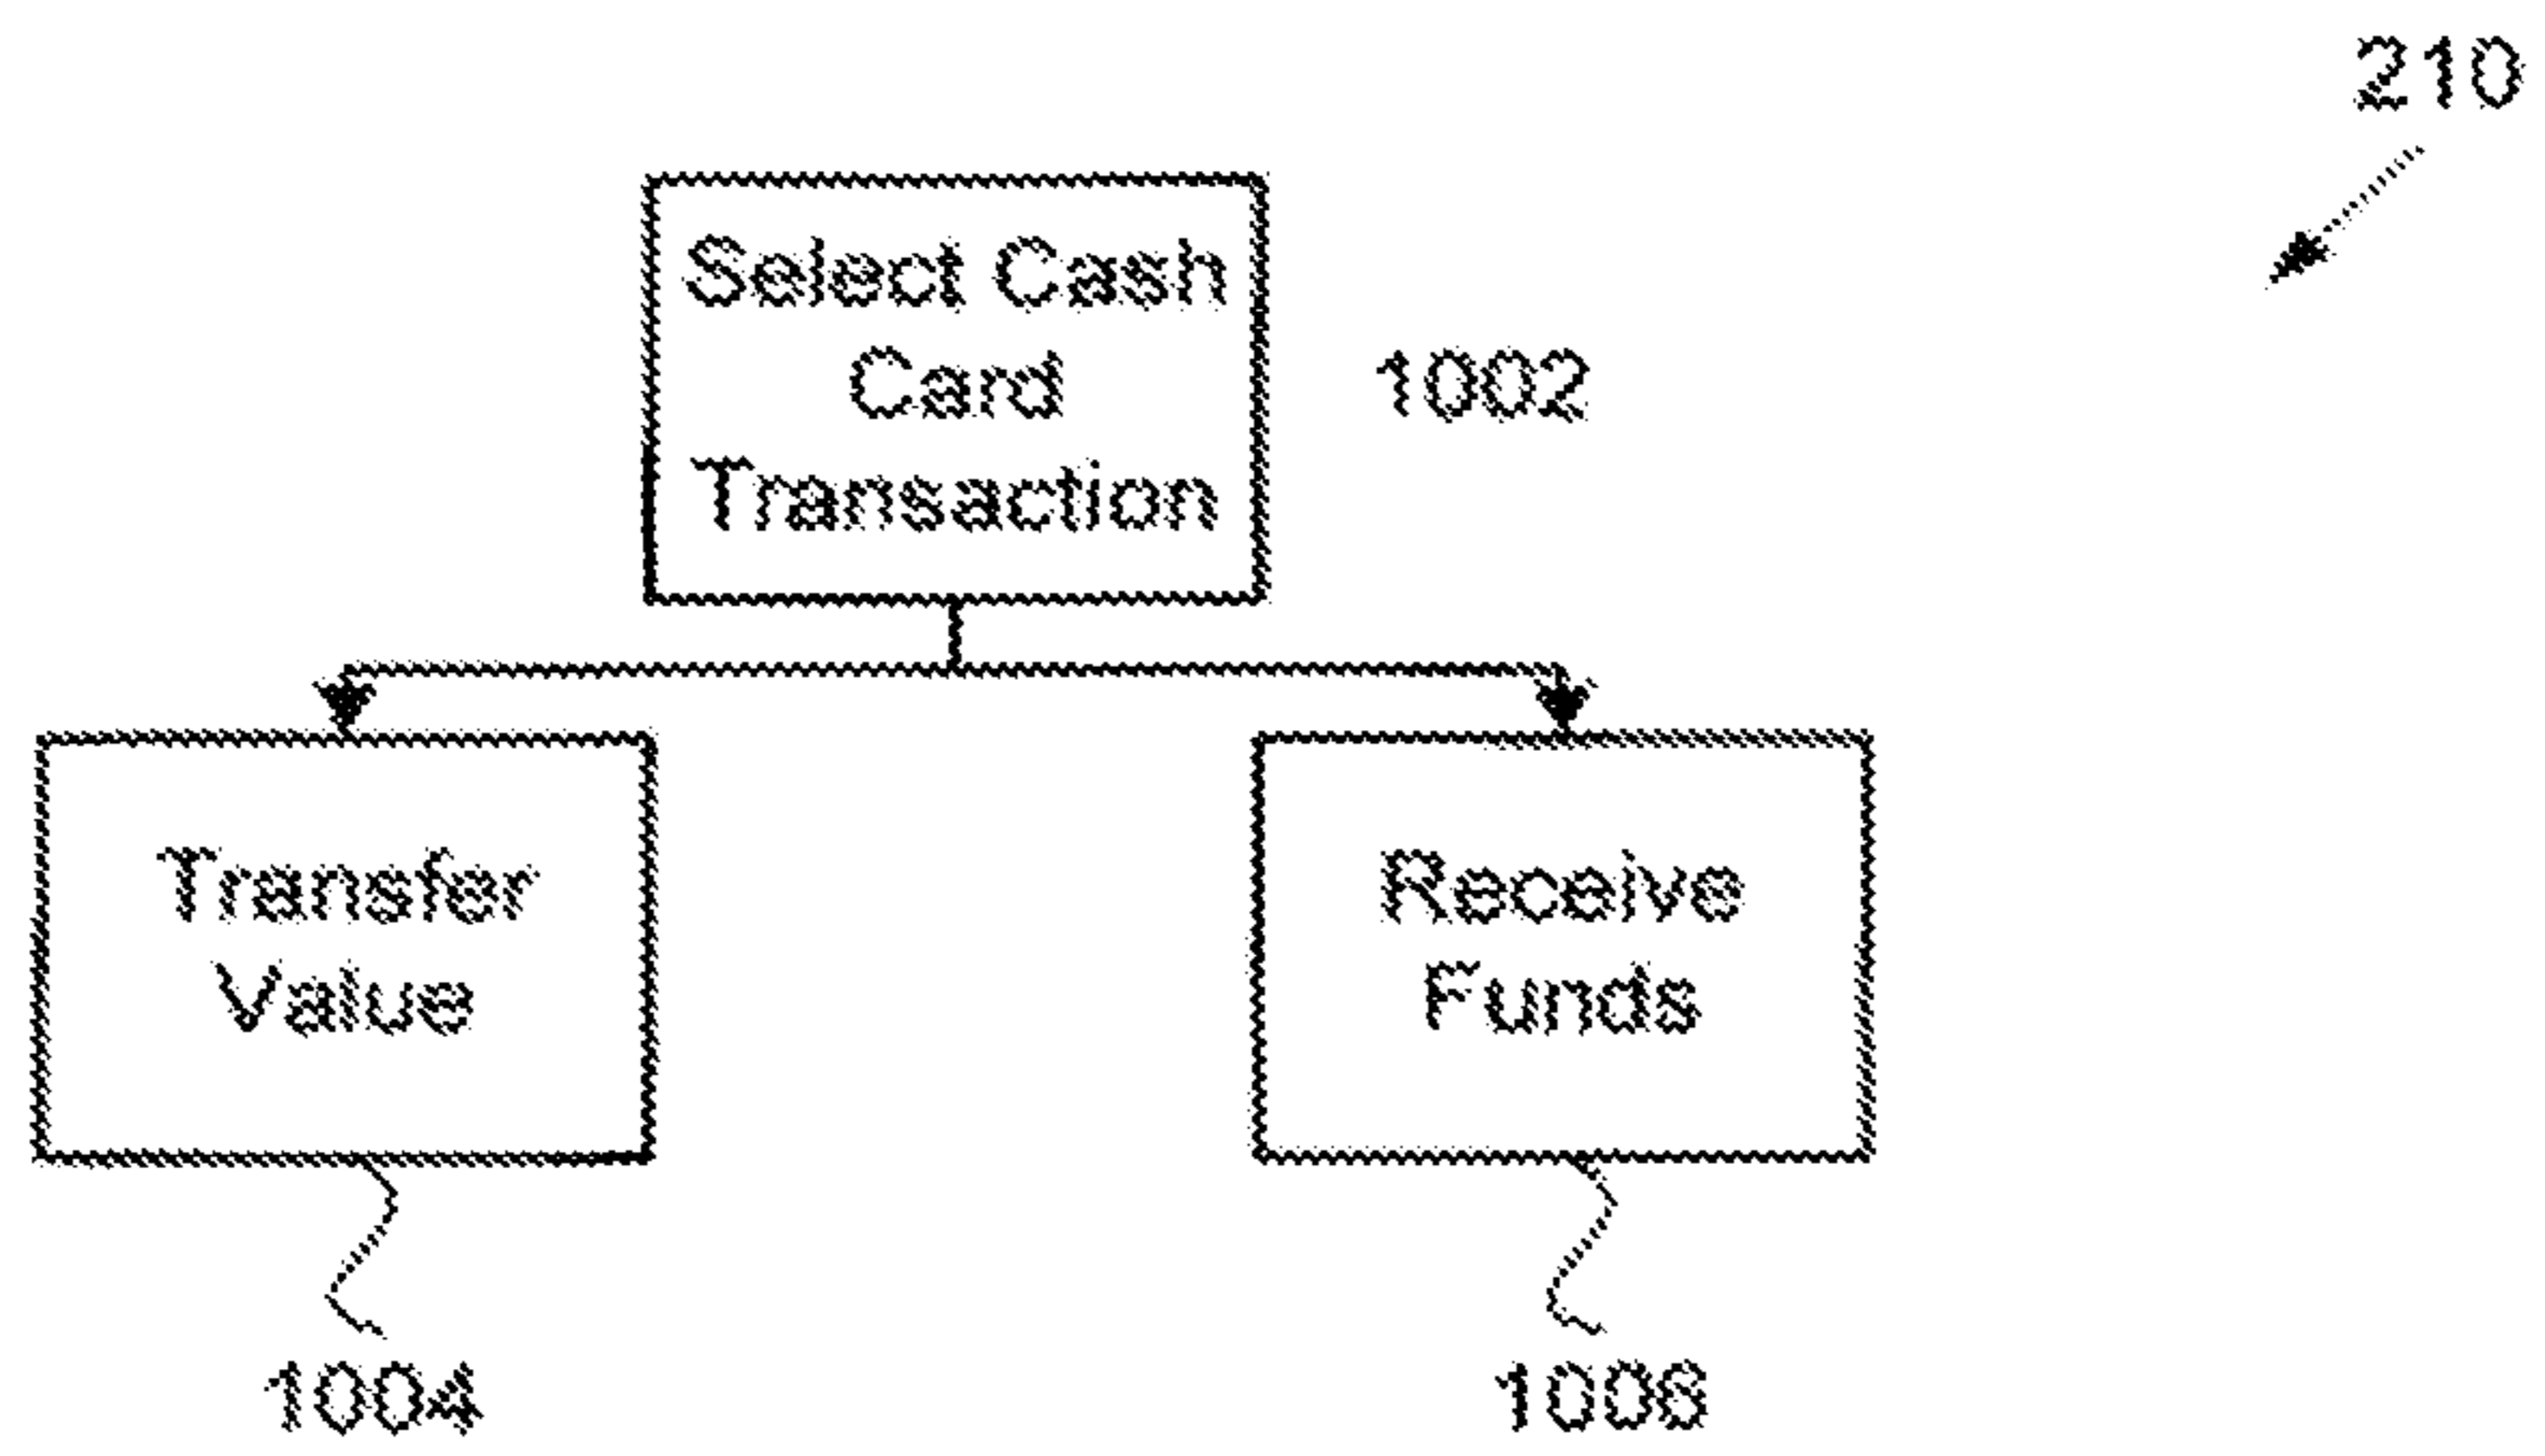 210
Select Cash
Card
Transaction
1002
Transfer
Value
Receive
Funds
1004
1006